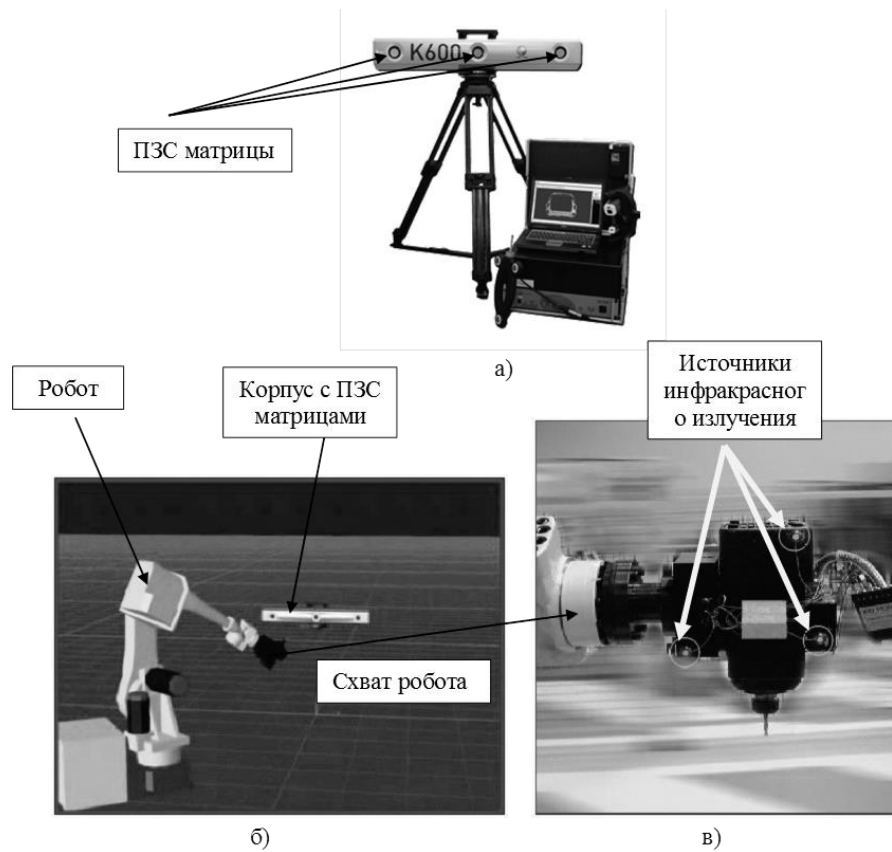 K600
ПЗС матрицы
а)
Робот
Корпус с ПЗС
матрицами
Источники
инфракрасног
о излучения
Схват робота
б)
в)